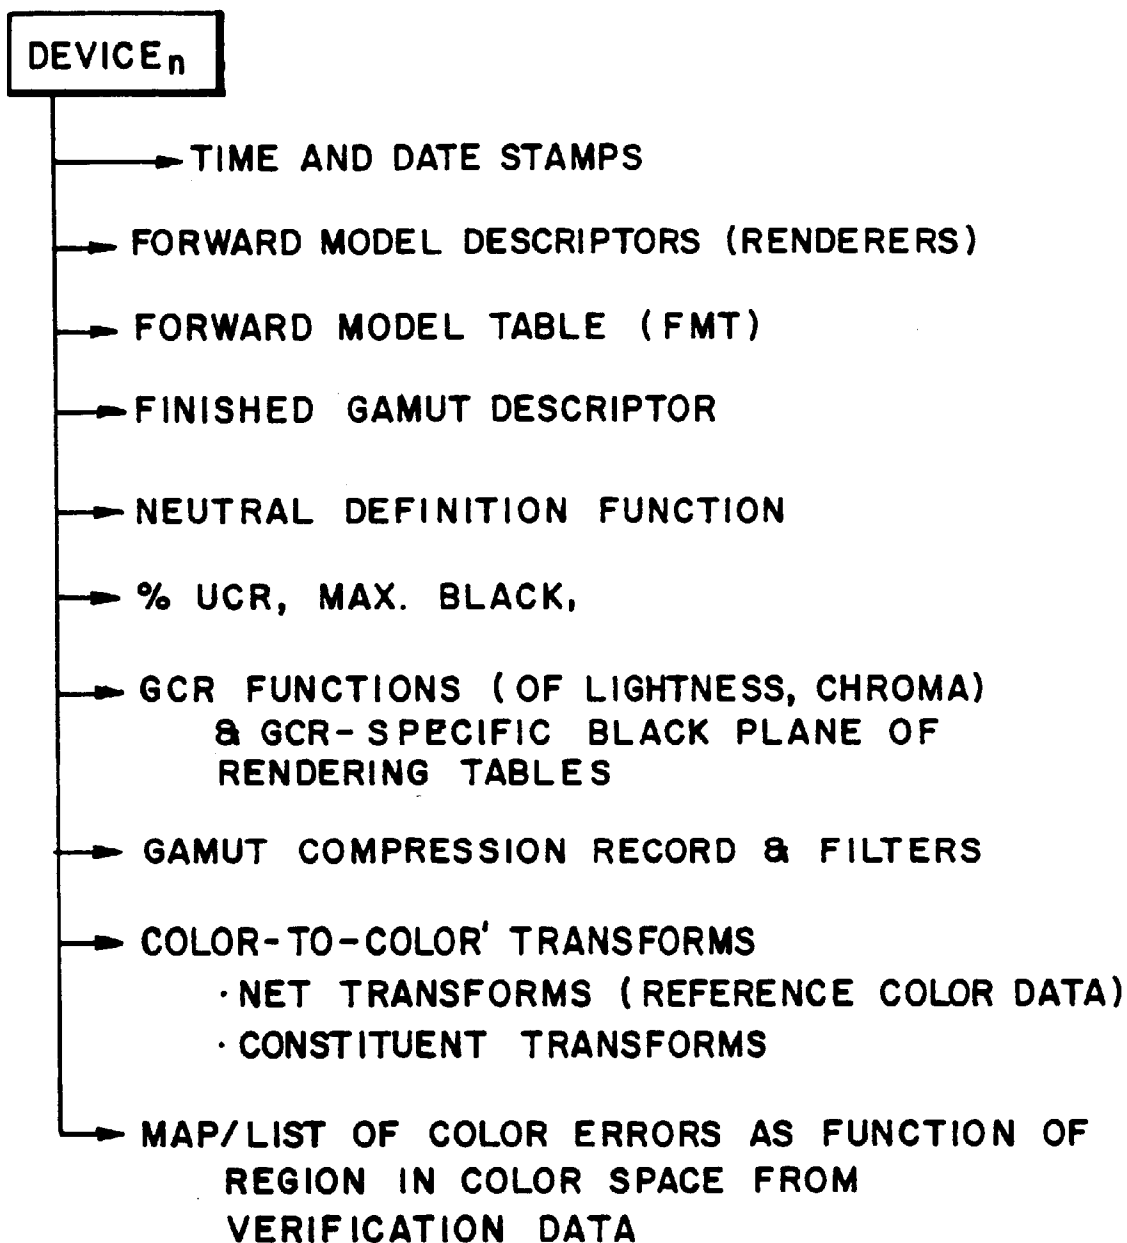 DEVICEn
TIME AND DATE STAMPS
FORWARD MODEL DESCRIPTORS (RENDERERS)
FORWARD MODEL TABLE (FMT)
FINISHED GAMUT DESCRIPTOR
NEUTRAL DEFINITION FUNCTION
% UCR, MAX. BLACK,
GCR FUNCTIONS (OF LIGHTNESS, CHROMA)
& GCR-SPECIFIC BLACK PLANE OF
RENDERING TABLES
GAMUT COMPRESSION RECORD & FILTERS
COLOR-TO-COLOR' TRANSFORMS
· NET TRANSFORMS (REFERENCE COLOR DATA)
· CONSTITUENT TRANSFORMS
MAP/LIST OF COLOR ERRORS AS FUNCTION OF
REGION IN COLOR SPACE FROM
VERIFICATION DATA